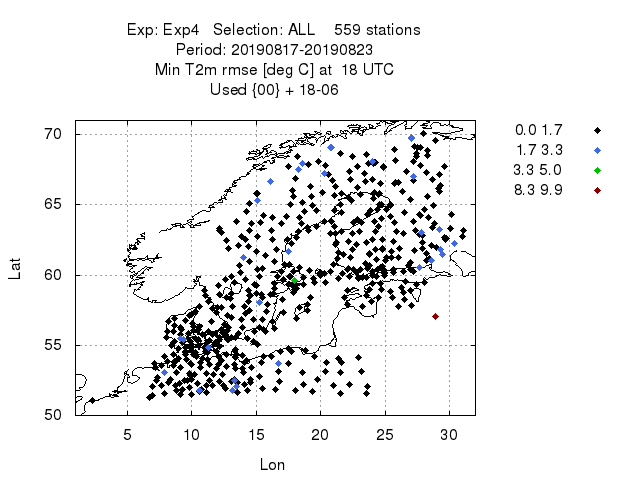 Exp: Exp4   Selection: ALL    559 stations
Period: 20190817-20190823
Min T2m rmse [deg C] at  18 UTC
Used {00} + 18-06
0.0 1.7
1.7 3.3
3.3 5.0
8.3 9.9
70
65
60
55
50
Lat
5 10 15 20 25 30
Lon